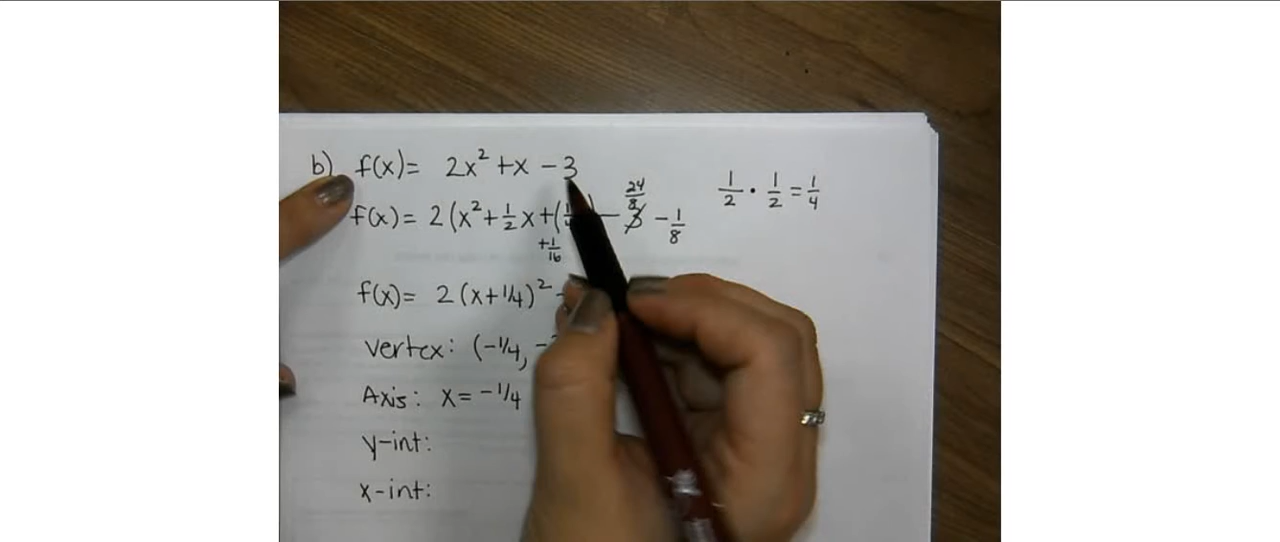 b) f(x)= 2x² +x -3
f(x)= 2(x²+½x+( ) - 3 - 1/8
24/8
+1/16
1/2 · 1/2 = 1/4
f(x)= 2(x+1/4)²
vertex: (-1/4, -
Axis: x= -1/4
y-int:
x-int: